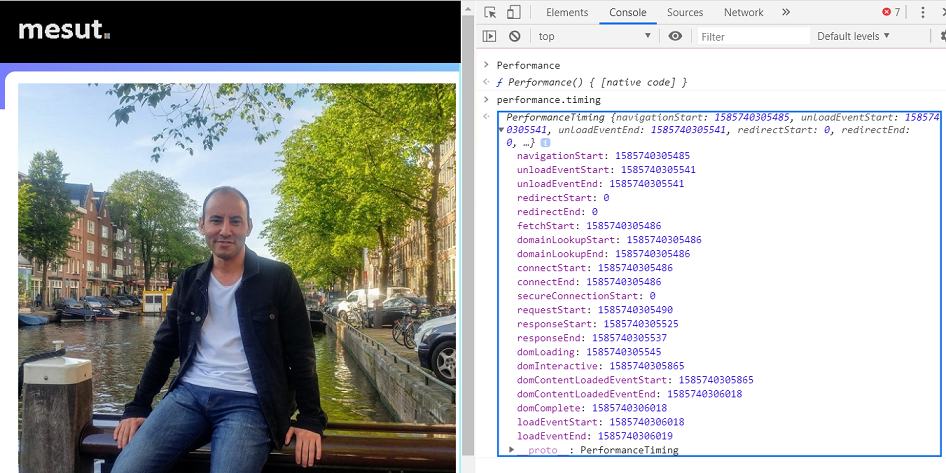 mesut.
Elements Console Sources Network » 7
top Filter Default levels
> Performance
ƒ Performance() { [native code] }
> performance.timing
PerformanceTiming {navigationStart: 1585740305485, unloadEventStart: 158574
0305541, unloadEventEnd: 1585740305541, redirectStart: 0, redirectEnd:
0, …} i
navigationStart: 1585740305485
unloadEventStart: 1585740305541
unloadEventEnd: 1585740305541
redirectStart: 0
redirectEnd: 0
fetchStart: 1585740305486
domainLookupStart: 1585740305486
domainLookupEnd: 1585740305486
connectStart: 1585740305486
connectEnd: 1585740305486
secureConnectionStart: 0
requestStart: 1585740305490
responseStart: 1585740305525
responseEnd: 1585740305537
domLoading: 1585740305545
domInteractive: 1585740305865
domContentLoadedEventStart: 1585740305865
domContentLoadedEventEnd: 1585740306018
domComplete: 1585740306018
loadEventStart: 1585740306018
loadEventEnd: 1585740306019
__proto__: PerformanceTiming